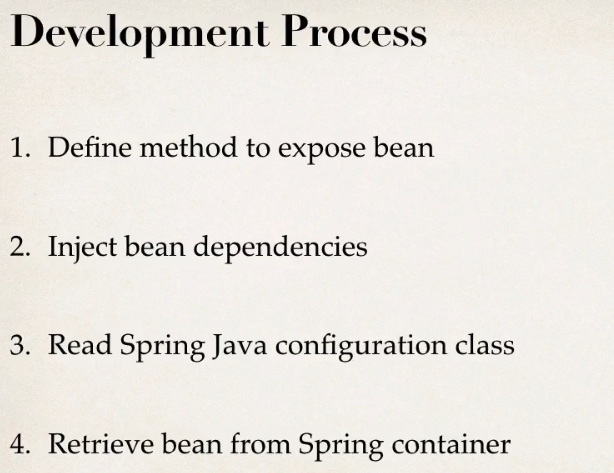 Development Process
1. Define method to expose bean
2. Inject bean dependencies
3. Read Spring Java configuration class
4. Retrieve bean from Spring container